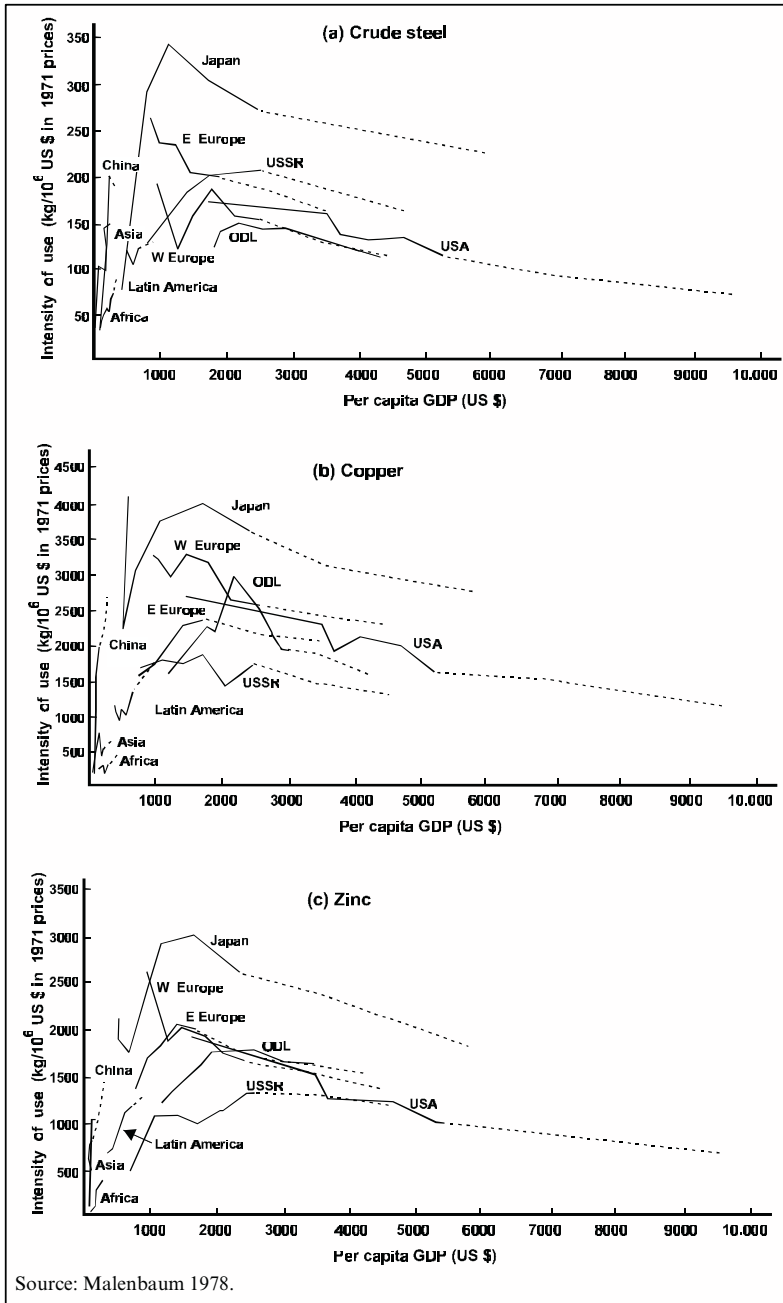 (a) Crude steel
Intensity of use (kg/10⁶ US $ in 1971 prices)
350
300
250
200
150
100
50
Japan
E Europe
China
USSR
Asia
ODL
W Europe
USA
Latin America
Africa
1000 2000 3000 4000 5000 6000 7000 8000 9000 10.000
Per capita GDP (US $)
(b) Copper
Intensity of use (kg/10⁶ US $ in 1971 prices)
4500
4000
3500
3000
2500
2000
1500
1000
500
Japan
W Europe
ODL
E Europe
China
USA
USSR
Latin America
Asia
Africa
1000 2000 3000 4000 5000 6000 7000 8000 9000 10.000
Per capita GDP (US $)
(c) Zinc
Intensity of use (kg/10⁶ US $ in 1971 prices)
3500
3000
2500
2000
1500
1000
500
Japan
W Europe
E Europe
ODL
China
USSR
USA
Latin America
Asia
Africa
1000 2000 3000 4000 5000 6000 7000 8000 9000 10.000
Per capita GDP (US $)
Source: Malenbaum 1978.